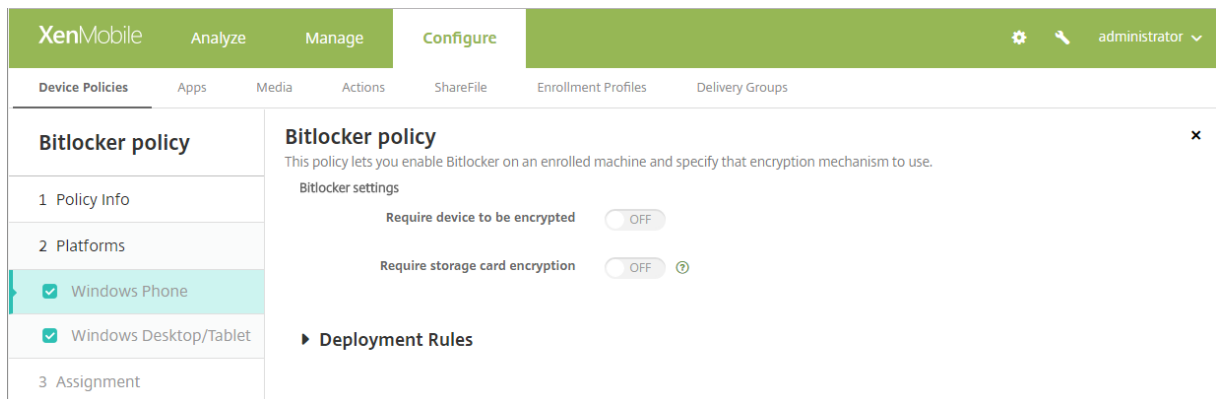 XenMobile Analyze Manage Configure administrator
Device Policies Apps Media Actions ShareFile Enrollment Profiles Delivery Groups
Bitlocker policy
1 Policy Info
2 Platforms
Windows Phone
Windows Desktop/Tablet
3 Assignment
Bitlocker policy
This policy lets you enable Bitlocker on an enrolled machine and specify that encryption mechanism to use.
Bitlocker settings
Require device to be encrypted OFF
Require storage card encryption OFF ?
Deployment Rules